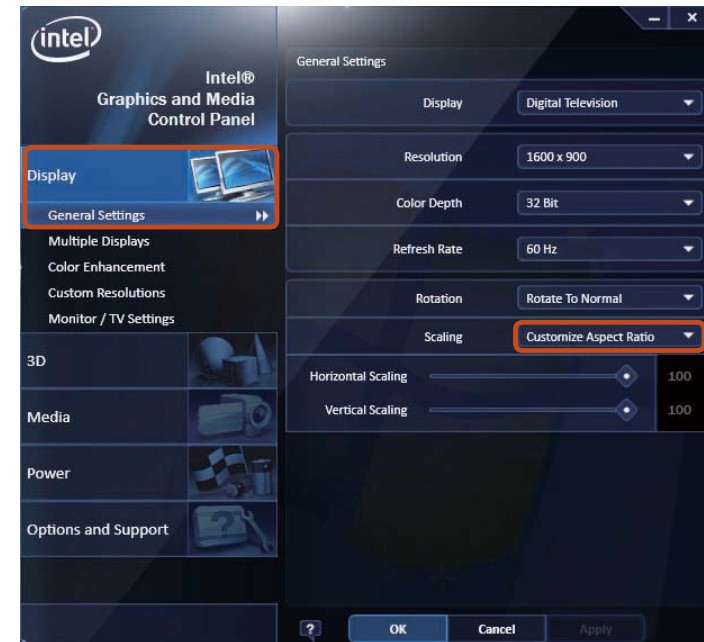 intel
Intel®
Graphics and Media
Control Panel
Display
General Settings
Multiple Displays
Color Enhancement
Custom Resolutions
Monitor / TV Settings
3D
Media
Power
Options and Support
General Settings
Display Digital Television
Resolution 1600 x 900
Color Depth 32 Bit
Refresh Rate 60 Hz
Rotation Rotate To Normal
Scaling Customize Aspect Ratio
Horizontal Scaling 100
Vertical Scaling 100
? OK Cancel Apply